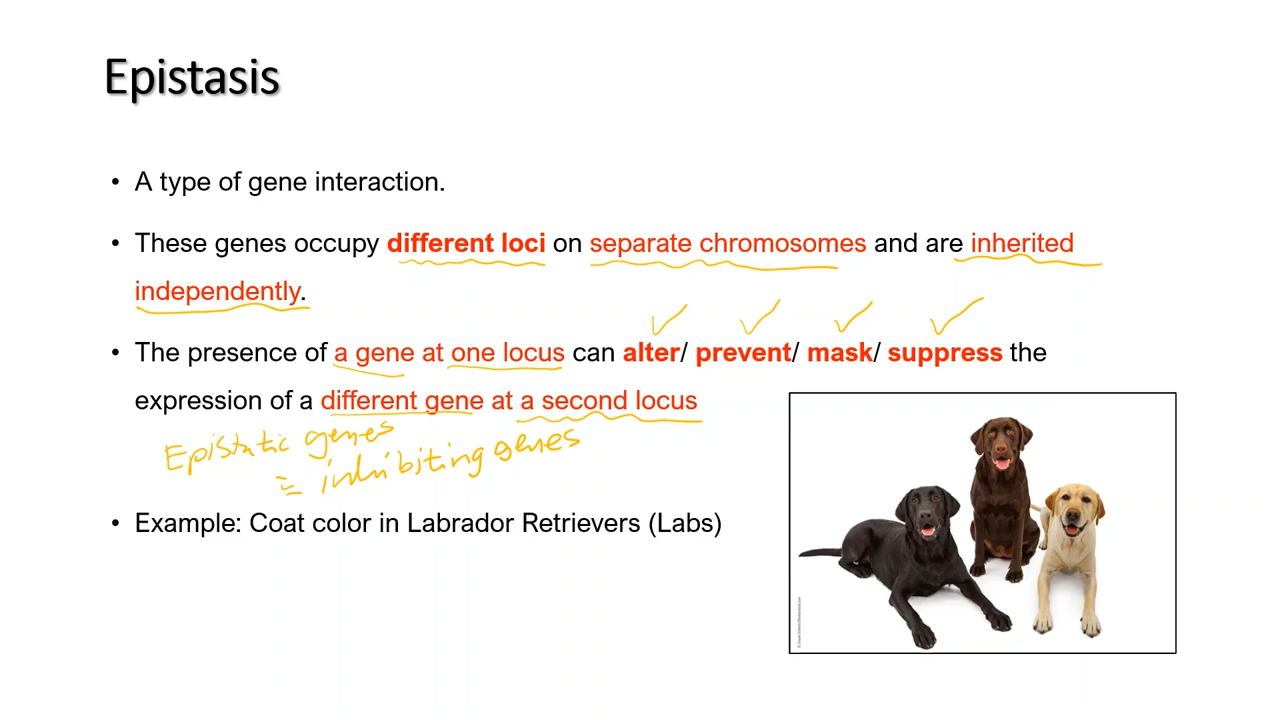 Epistasis
• A type of gene interaction.
• These genes occupy different loci on separate chromosomes and are inherited
independently.
• The presence of a gene at one locus can alter/ prevent/ mask/ suppress the
expression of a different gene at a second locus
Epistatic genes
= inhibiting genes
• Example: Coat color in Labrador Retrievers (Labs)